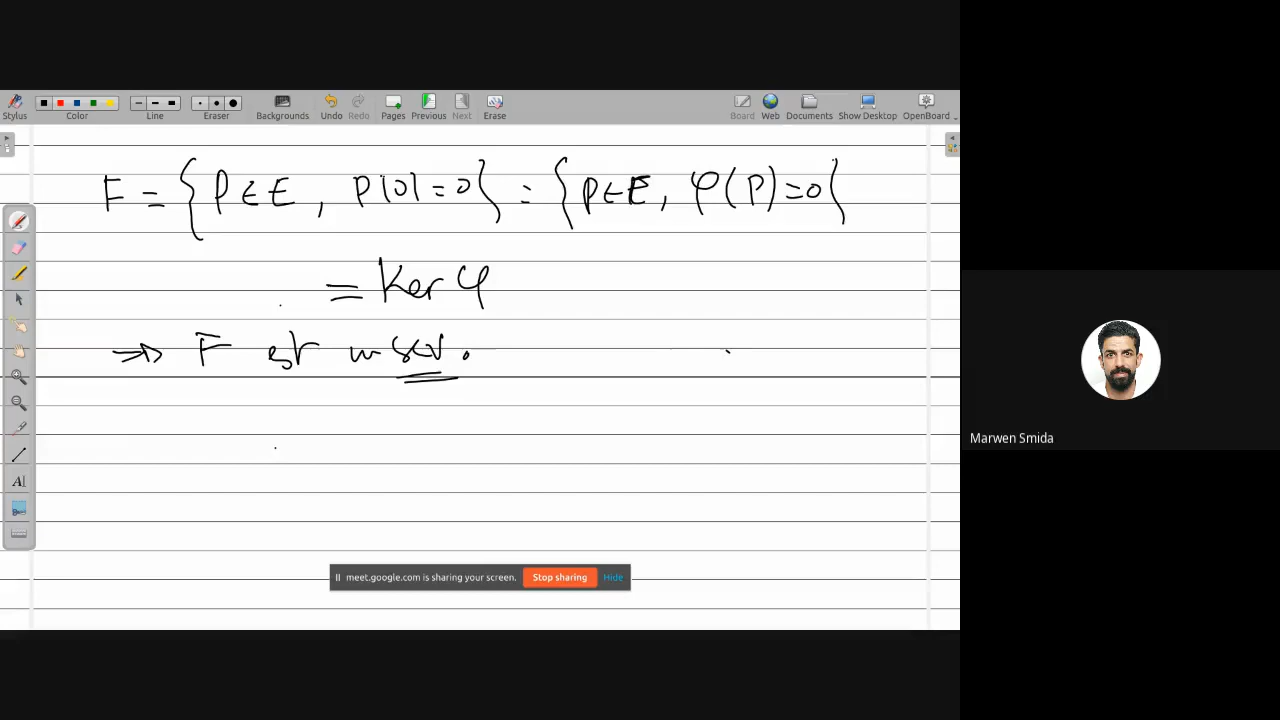 Stylus Color Line Eraser Backgrounds Undo Redo Pages Previous Next Erase Board Web Documents Show Desktop OpenBoard
F = { P ∈ E , P(0) = 0 } = { P ∈ E , φ(P) = 0 }
= Ker φ
⇒ F est un sev.
AI
Marwen Smida
meet.google.com is sharing your screen. Stop sharing Hide